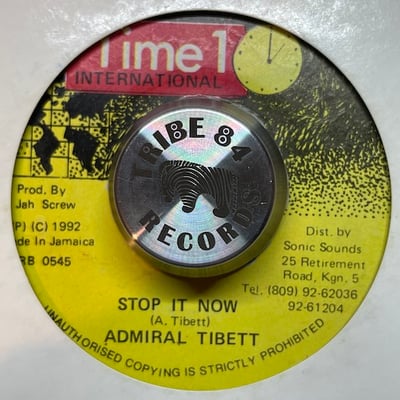 Time 1
INTERNATIONAL
TRIBE 84
RECORDS
Prod. By
Jah Screw
P) (C) 1992
de In Jamaica
RB 0545
Dist. by
Sonic Sounds
25 Retirement
Road, Kgn. 5
Tel. (809) 92-62036
92-61204
STOP IT NOW
(A. Tibett)
ADMIRAL TIBETT
UNAUTHORISED COPYING IS STRICTLY PROHIBITED